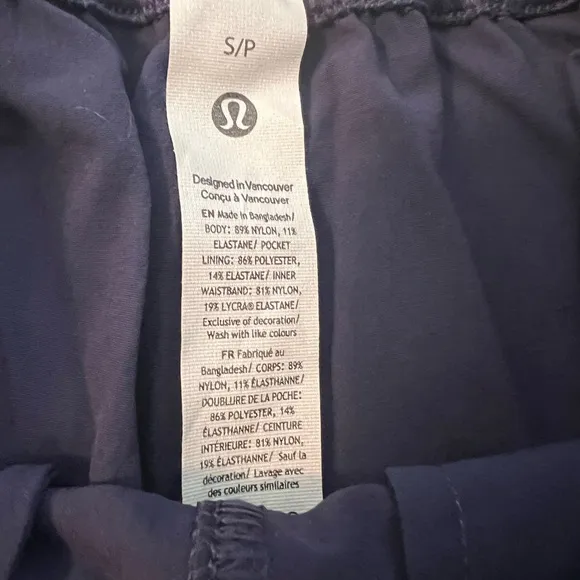 S/P
Designed in Vancouver
Conçu à Vancouver
EN Made in Bangladesh/
BODY: 89% NYLON, 11%
ELASTANE/ POCKET
LINING: 86% POLYESTER,
14% ELASTANE/ INNER
WAISTBAND: 81% NYLON,
19% LYCRA® ELASTANE/
Exclusive of decoration/
Wash with like colours
FR Fabriqué au
Bangladesh/ CORPS: 89%
NYLON, 11% ÉLASTHANNE/
DOUBLURE DE LA POCHE:
86% POLYESTER, 14%
ÉLASTHANNE/ CEINTURE
INTÉRIEURE: 81% NYLON,
19% ÉLASTHANNE/ Sauf la
décoration/ Lavage avec
des couleurs similaires